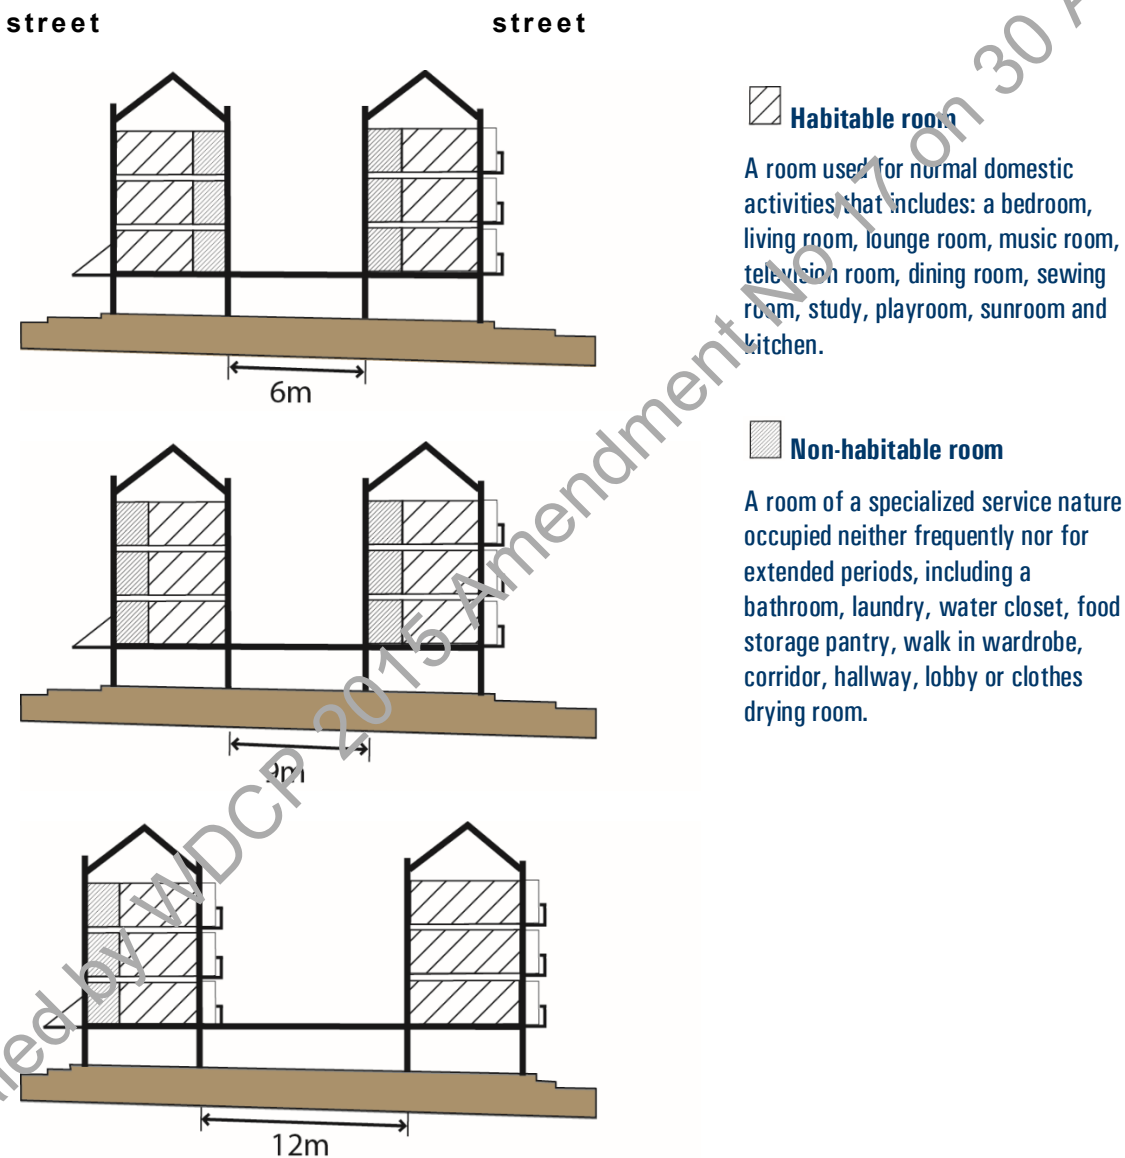 street street
Habitable room
A room used for normal domestic
activities that includes: a bedroom,
living room, lounge room, music room,
television room, dining room, sewing
room, study, playroom, sunroom and
kitchen.
6m
Non-habitable room
A room of a specialized service nature
occupied neither frequently nor for
extended periods, including a
bathroom, laundry, water closet, food
storage pantry, walk in wardrobe,
corridor, hallway, lobby or clothes
drying room.
9m
12m
by WDCP 2015 Amendment No 17 on 30